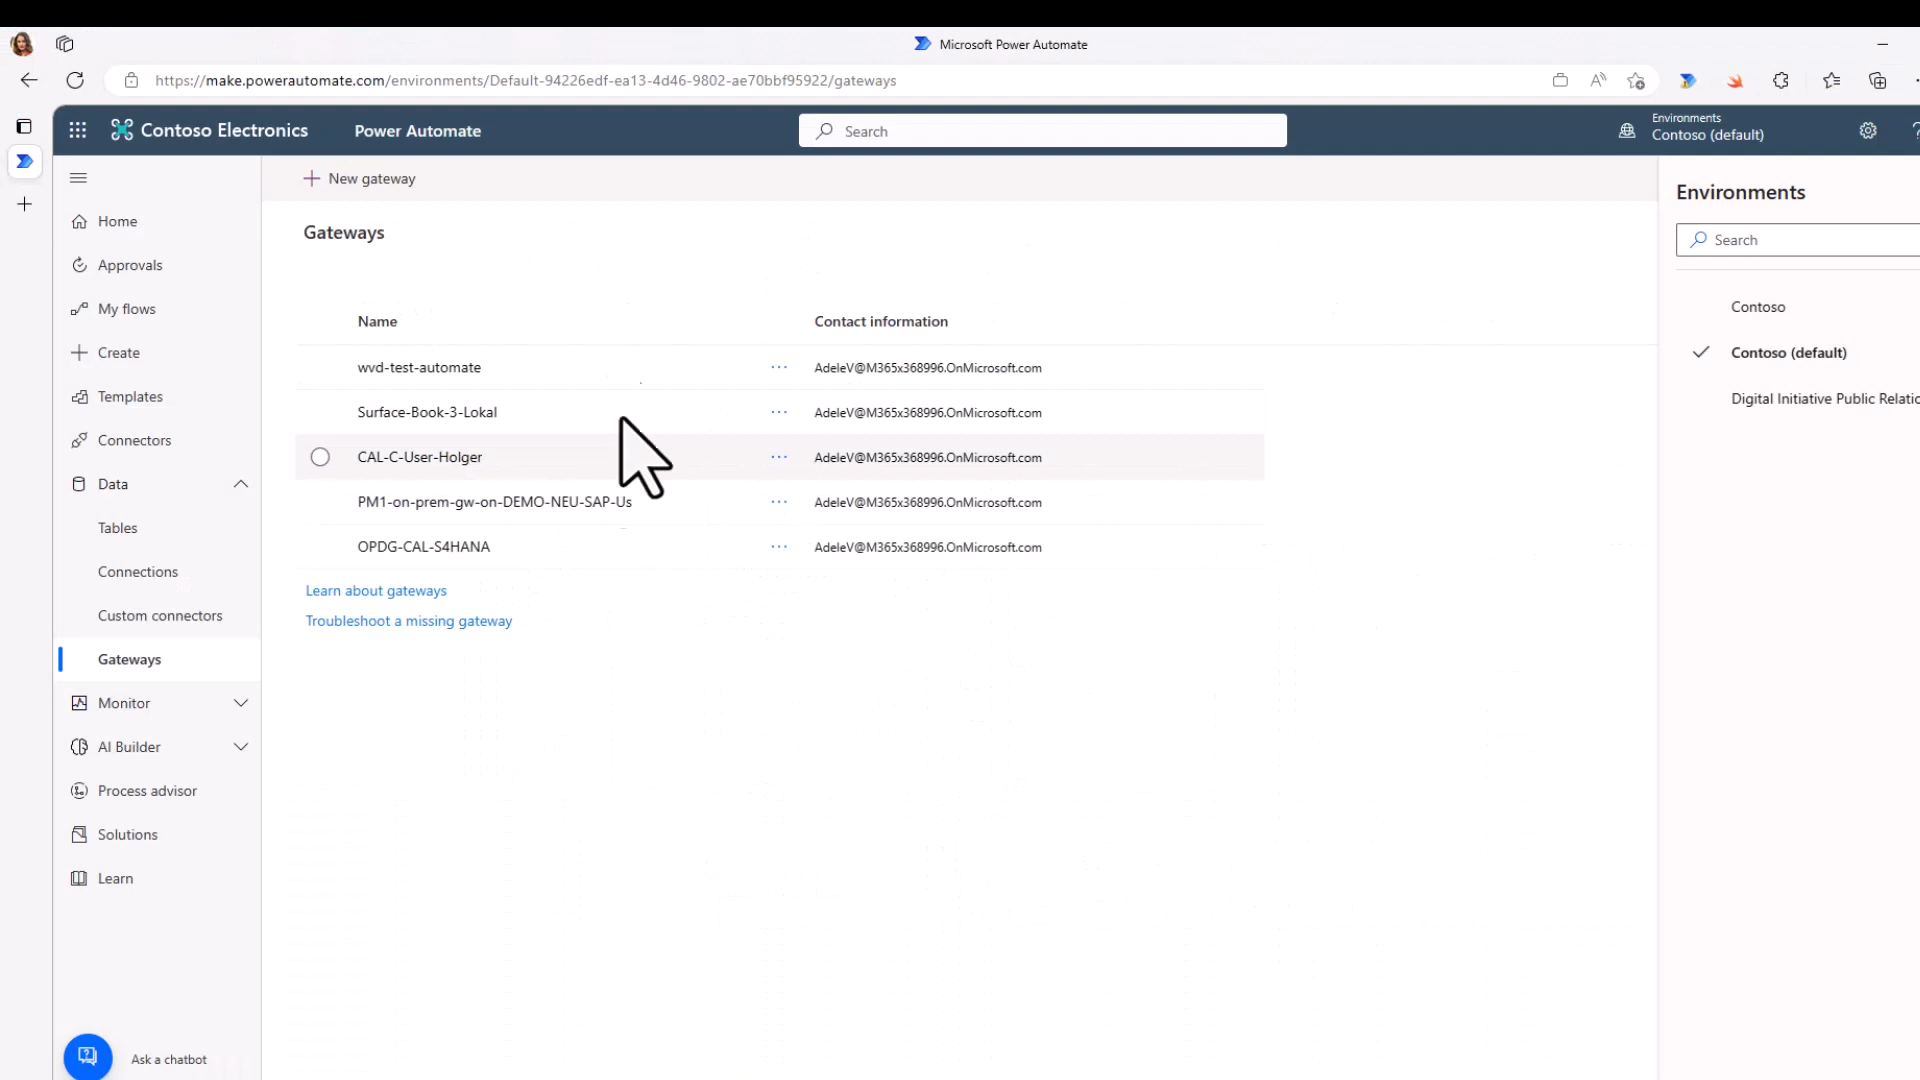 Microsoft Power Automate
https://make.powerautomate.com/environments/Default-94226edf-ea13-4d46-9802-ae70bbf95922/gateways
Contoso Electronics
Power Automate
Search
Environments
Contoso (default)
New gateway
Home
Approvals
My flows
Create
Templates
Connectors
Data
Tables
Connections
Custom connectors
Gateways
Monitor
AI Builder
Process advisor
Solutions
Learn
Ask a chatbot
Gateways
Name Contact information
wvd-test-automate ... AdeleV@M365x368996.OnMicrosoft.com
Surface-Book-3-Lokal ... AdeleV@M365x368996.OnMicrosoft.com
CAL-C-User-Holger ... AdeleV@M365x368996.OnMicrosoft.com
PM1-on-prem-gw-on-DEMO-NEU-SAP-Us ... AdeleV@M365x368996.OnMicrosoft.com
OPDG-CAL-S4HANA ... AdeleV@M365x368996.OnMicrosoft.com
Learn about gateways
Troubleshoot a missing gateway
Environments
Search
Contoso
Contoso (default)
Digital Initiative Public Relatio